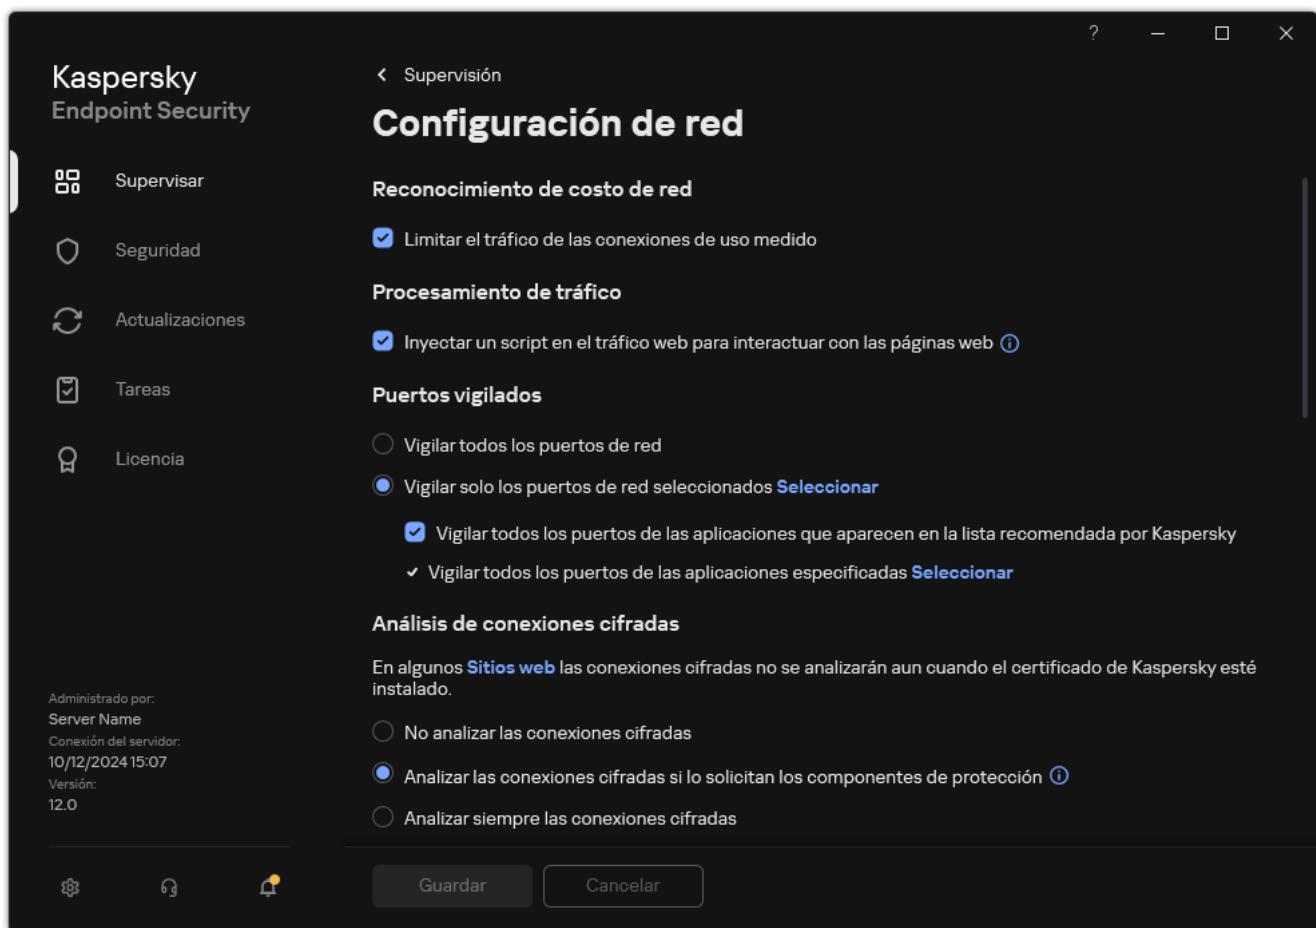 ?
Kaspersky
Endpoint Security
Supervisar
Seguridad
Actualizaciones
Tareas
Licencia
Administrado por:
Server Name
Conexión del servidor:
10/12/2024 15:07
Versión:
12.0
Supervisión
Configuración de red
Reconocimiento de costo de red
Limitar el tráfico de las conexiones de uso medido
Procesamiento de tráfico
Inyectar un script en el tráfico web para interactuar con las páginas web
Puertos vigilados
Vigilar todos los puertos de red
Vigilar solo los puertos de red seleccionados Seleccionar
Vigilar todos los puertos de las aplicaciones que aparecen en la lista recomendada por Kaspersky
Vigilar todos los puertos de las aplicaciones especificadas Seleccionar
Análisis de conexiones cifradas
En algunos Sitios web las conexiones cifradas no se analizarán aun cuando el certificado de Kaspersky esté
instalado.
No analizar las conexiones cifradas
Analizar las conexiones cifradas si lo solicitan los componentes de protección
Analizar siempre las conexiones cifradas
Guardar
Cancelar